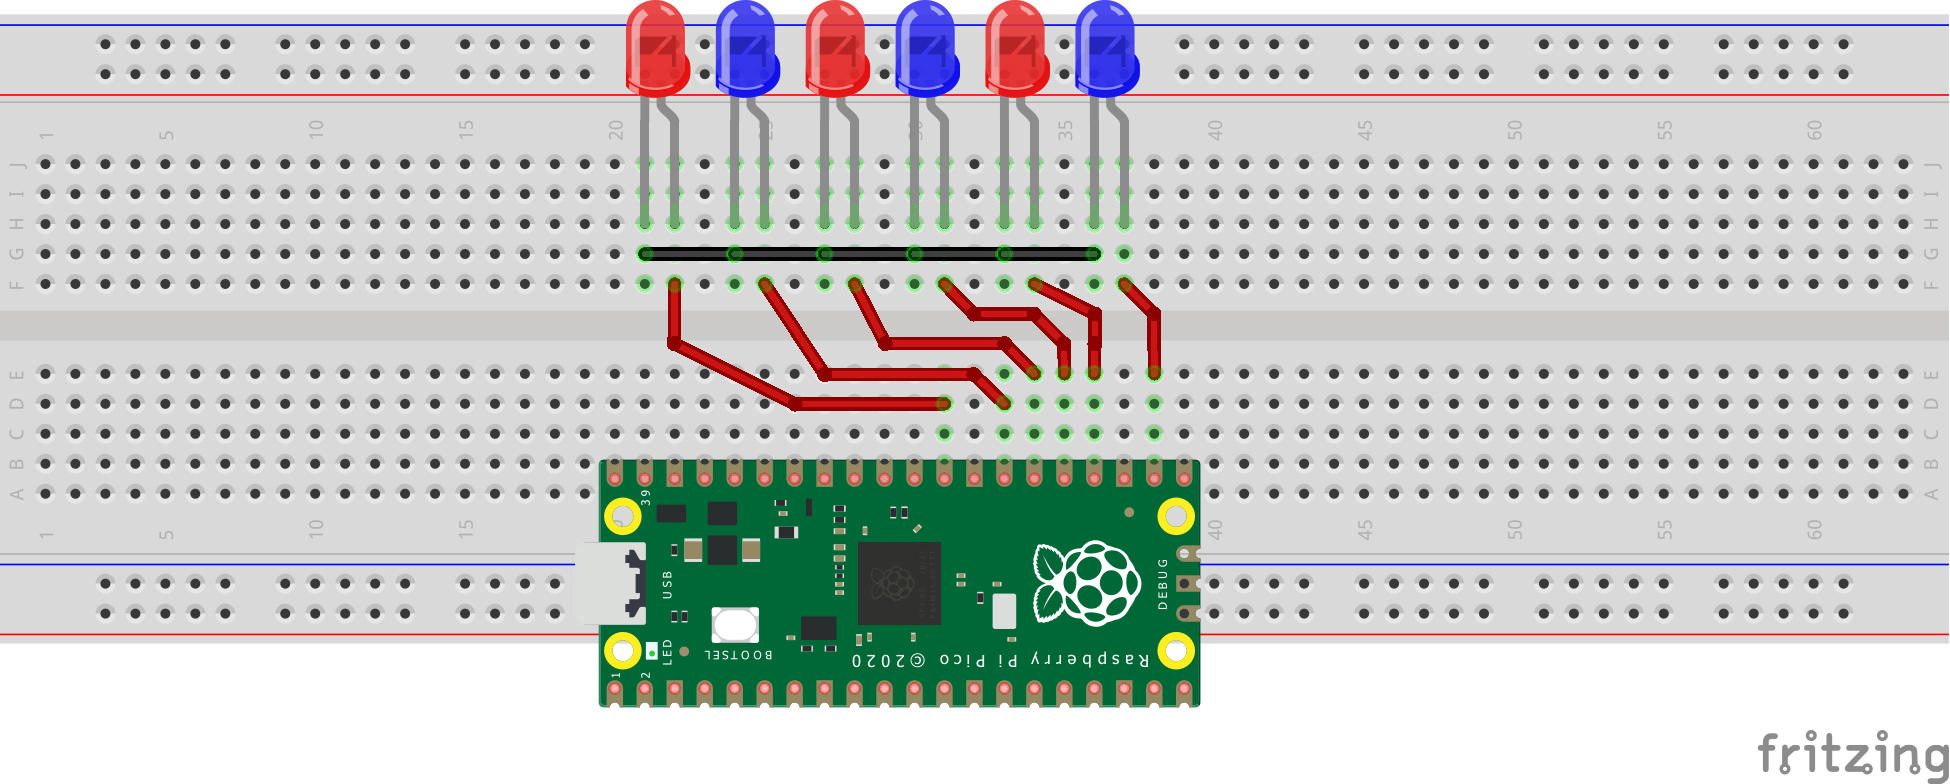 1 5 10 15 20 25 30 35 40 45 50 55 60
J J
I I
H H
G G
F F
E E
D D
C C
B B
A A
1 5 10 15 40 45 50 55 60
39
USB
DEBUG
BOOTSEL
LED
1 2
Raspberry Pi Pico ©2020
fritzing